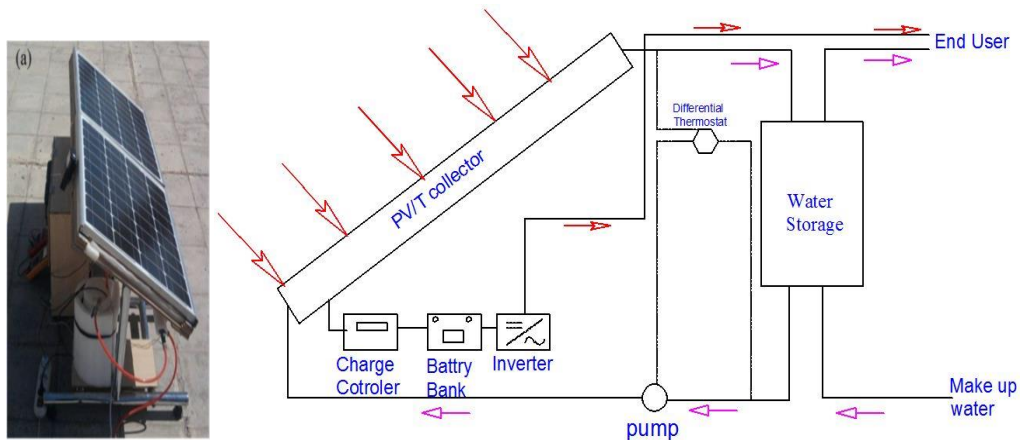 (a)
End User
Differential
Thermostat
PV/T collector
Water
Storage
Charge
Cotroler
Battry
Bank
Inverter
Make up
water
pump